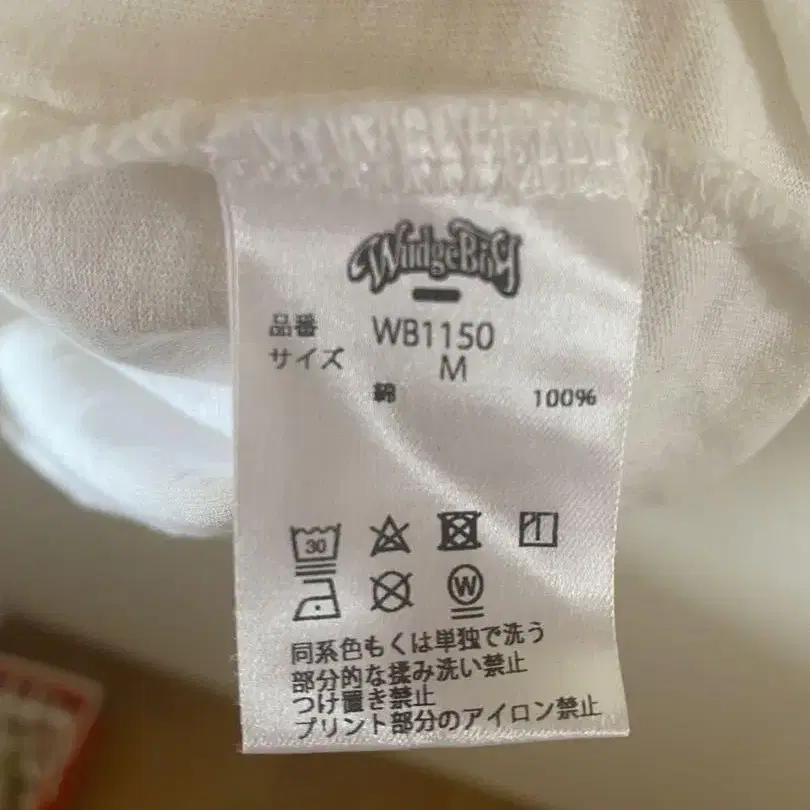 WindgeBoy
品番 WB1150
サイズ M
綿 100%
30
W
同系色もくは単独で洗う
部分的な揉み洗い禁止
つけ置き禁止
プリント部分のアイロン禁止